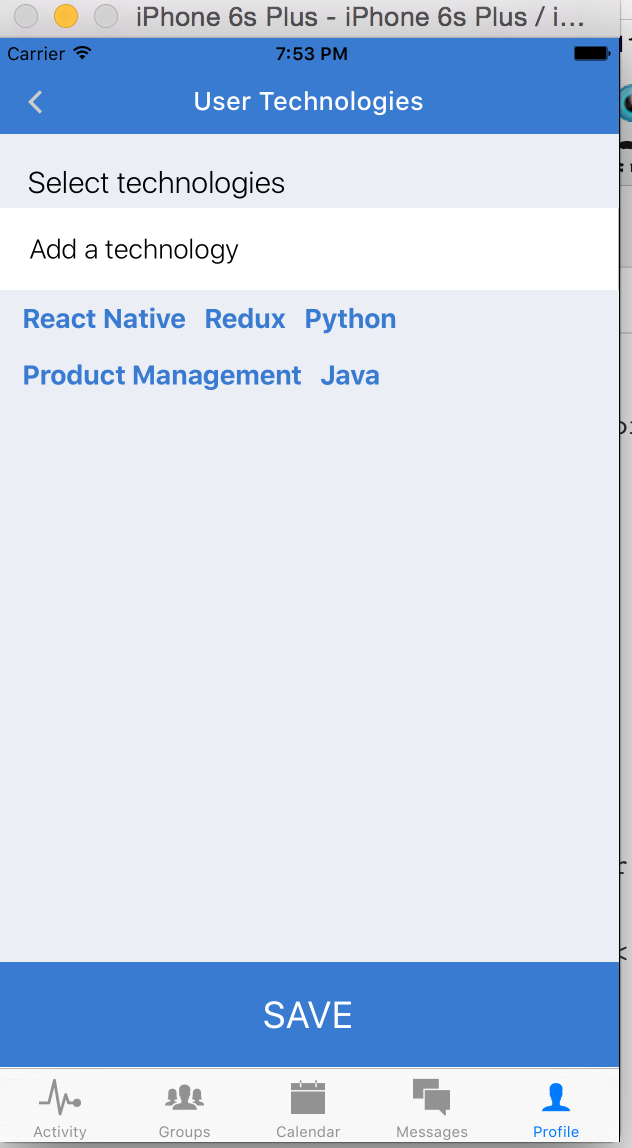 iPhone 6s Plus - iPhone 6s Plus / i...
Carrier 7:53 PM
User Technologies
Select technologies
Add a technology
React Native Redux Python
Product Management Java
SAVE
Activity Groups Calendar Messages Profile